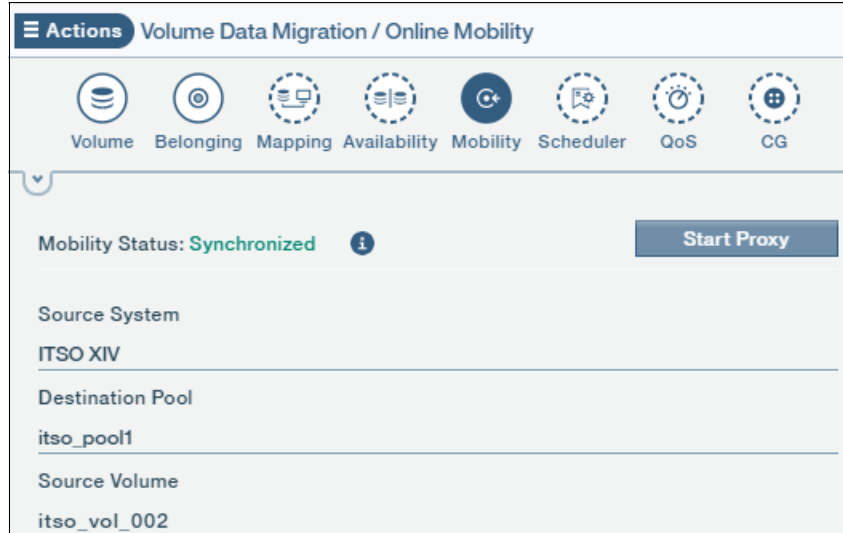 Actions Volume Data Migration / Online Mobility
Volume Belonging Mapping Availability Mobility Scheduler QoS CG
Mobility Status: Synchronized i Start Proxy
Source System
ITSO XIV
Destination Pool
itso_pool1
Source Volume
itso_vol_002